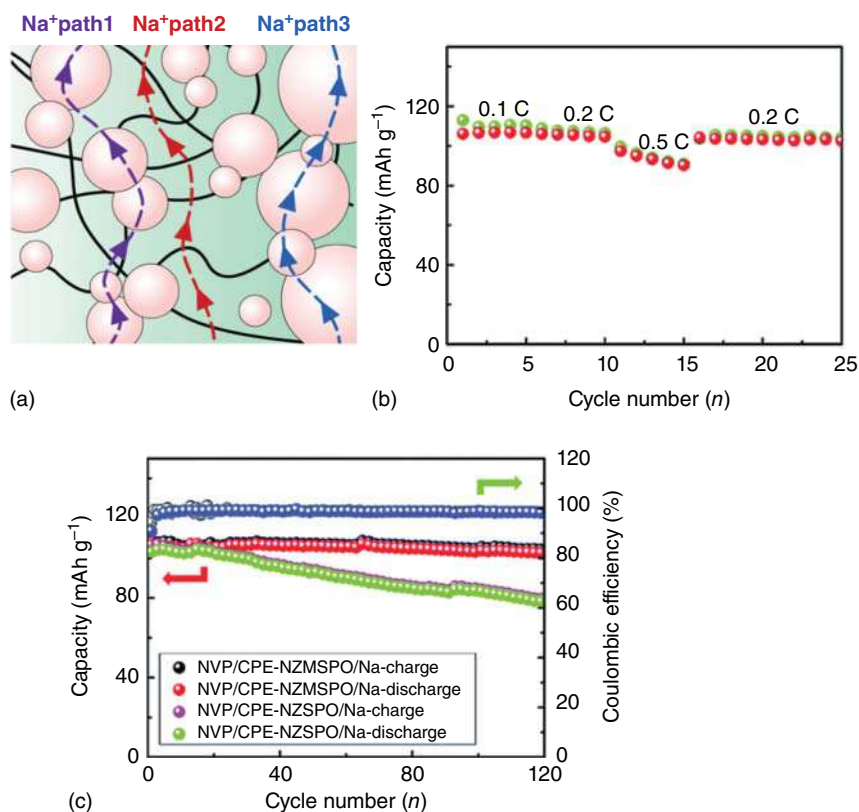 Na⁺path1 Na⁺path2 Na⁺path3
(a)
Capacity (mAh g⁻¹)
120
80
40
0
0.1 C
0.2 C
0.5 C
0.2 C
0 5 10 15 20 25
Cycle number (n)
(b)
Capacity (mAh g⁻¹)
120
80
40
0
NVP/CPE-NZMSPO/Na-charge
NVP/CPE-NZMSPO/Na-discharge
NVP/CPE-NZSPO/Na-charge
NVP/CPE-NZSPO/Na-discharge
120
100
80
60
40
20
0
Coulombic efficiency (%)
0 40 80 120
Cycle number (n)
(c)